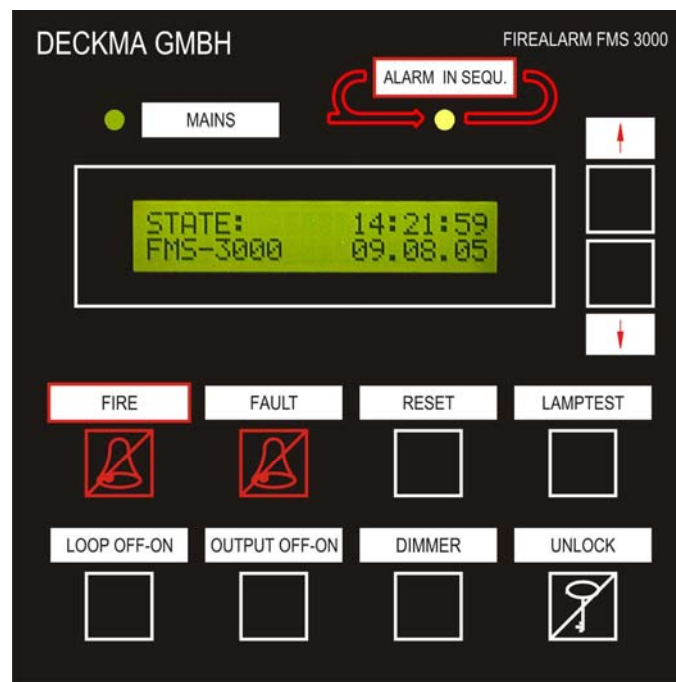 DECKMA GMBH
FIREALARM FMS 3000
ALARM IN SEQU.
MAINS
STATE: 14:21:59
FMS-3000 09.08.05
FIRE FAULT RESET LAMPTEST
LOOP OFF-ON OUTPUT OFF-ON DIMMER UNLOCK